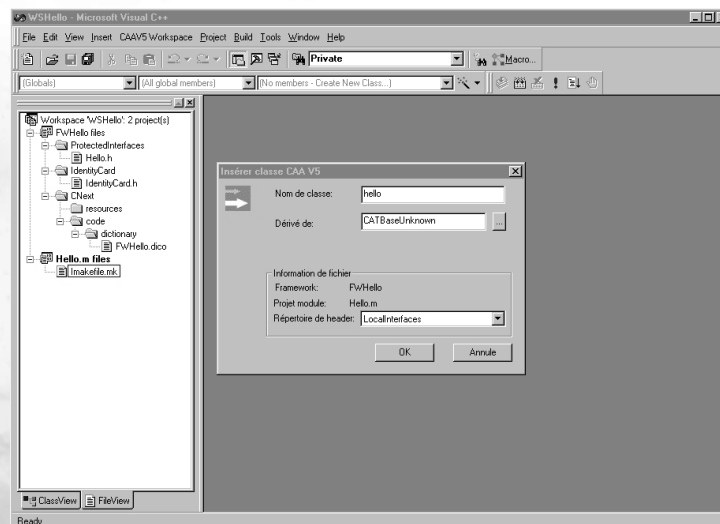 WSHello - Microsoft Visual C++
File Edit View Insert CAAV5 Workspace Project Build Tools Window Help
Private
Macro...
(Globals)
(All global members)
(No members - Create New Class...)
Workspace 'WSHello': 2 project(s)
FWHello files
ProtectedInterfaces
Hello.h
IdentityCard
IdentityCard.h
CNext
resources
code
dictionary
FWHello.dico
Hello.m files
Imakefile.mk
ClassView
FileView
Insérer classe CAA V5
Nom de classe: hello
Dérivé de: CATBaseUnknown ...
Information de fichier
Framework: FWHello
Projet module: Hello.m
Répertoire de header: LocalInterfaces
OK Annule
Ready